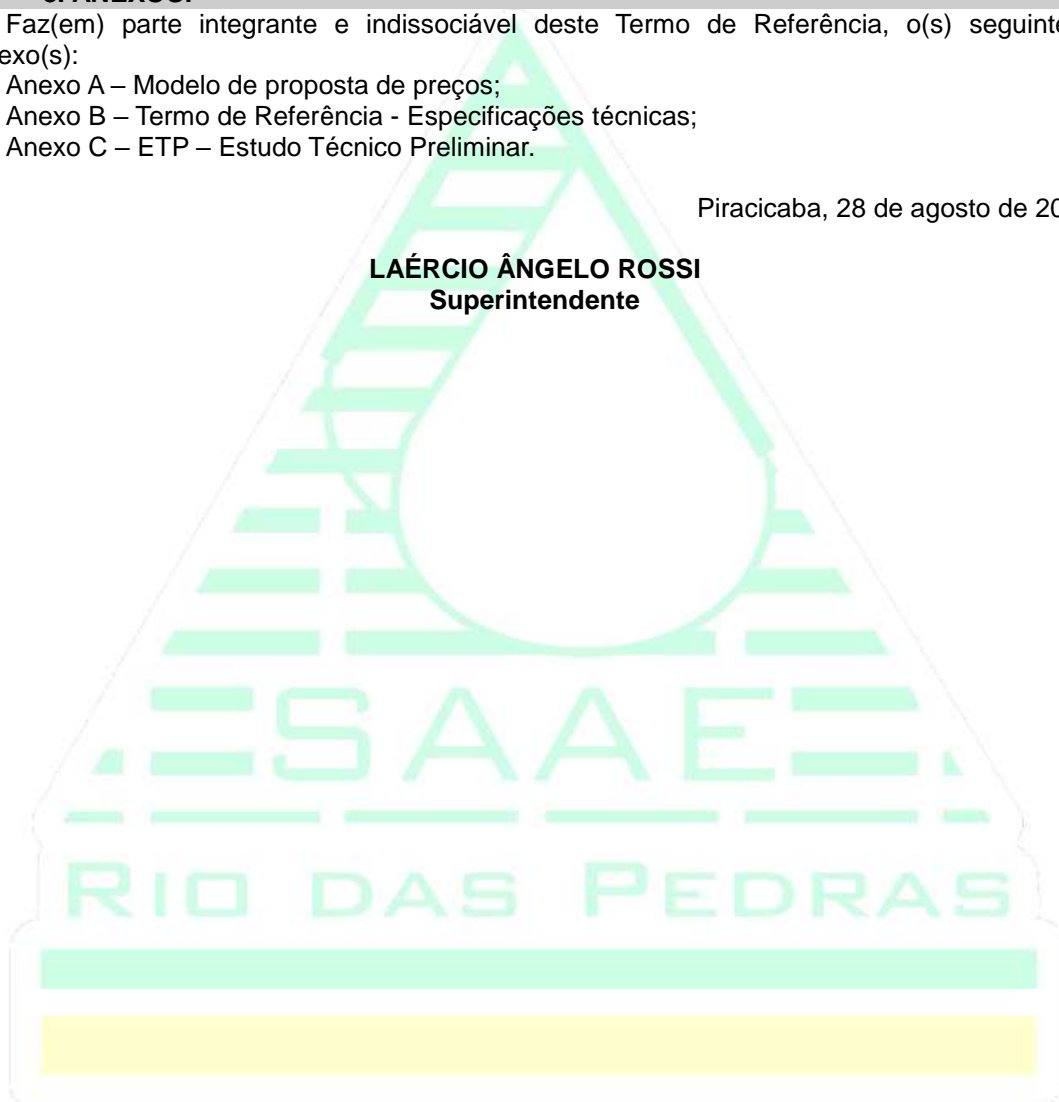 ANEXOS:
Faz(em) parte integrante e indissociável deste Termo de Referência, o(s) seguinte
exo(s):
Anexo A – Modelo de proposta de preços;
Anexo B – Termo de Referência - Especificações técnicas;
Anexo C – ETP – Estudo Técnico Preliminar.
Piracicaba, 28 de agosto de 20
LAÉRCIO ÂNGELO ROSSI
Superintendente
SAAE
RIO DAS PEDRAS